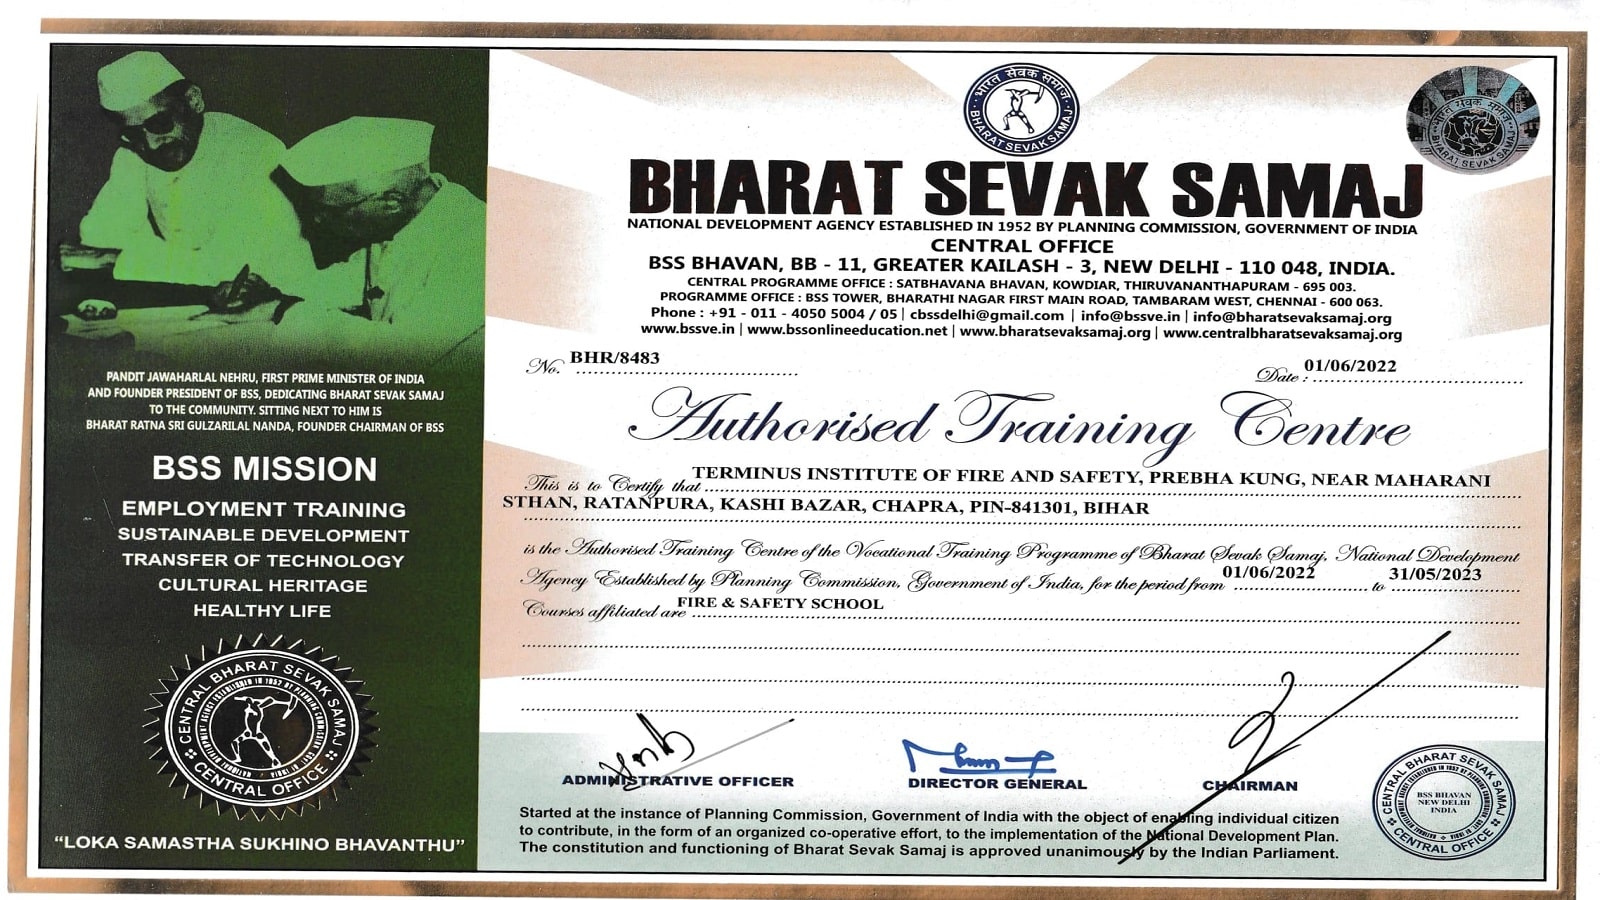 भारत सेवक समाज
BHARAT SEVAK SAMAJ
भारत सेवक समाज
BHARAT SEVAK SAMAJ
BHARAT SEVAK SAMAJ
NATIONAL DEVELOPMENT AGENCY ESTABLISHED IN 1952 BY PLANNING COMMISSION, GOVERNMENT OF INDIA
CENTRAL OFFICE
BSS BHAVAN, BB - 11, GREATER KAILASH - 3, NEW DELHI - 110 048, INDIA.
CENTRAL PROGRAMME OFFICE : SATBHAVANA BHAVAN, KOWDIAR, THIRUVANANTHAPURAM - 695 003.
PROGRAMME OFFICE : BSS TOWER, BHARATHI NAGAR FIRST MAIN ROAD, TAMBARAM WEST, CHENNAI - 600 063.
Phone : +91 - 011 - 4050 5004 / 05 | cbssdelhi@gmail.com | info@bssve.in | info@bharatsevaksamaj.org
www.bssve.in | www.bssonlineeducation.net | www.bharatsevaksamaj.org | www.centralbharatsevaksamaj.org
No. BHR/8483
Date : 01/06/2022
Authorised Training Centre
This is to Certify that TERMINUS INSTITUTE OF FIRE AND SAFETY, PREBHA KUNG, NEAR MAHARANI
STHAN, RATANPURA, KASHI BAZAR, CHAPRA, PIN-841301, BIHAR
is the Authorised Training Centre of the Vocational Training Programme of Bharat Sevak Samaj, National Development
Agency Established by Planning Commission, Government of India, for the period from 01/06/2022 to 31/05/2023
Courses affiliated are FIRE & SAFETY SCHOOL
ADMINISTRATIVE OFFICER
DIRECTOR GENERAL
CHAIRMAN
Started at the instance of Planning Commission, Government of India with the object of enabling individual citizen
to contribute, in the form of an organized co-operative effort, to the implementation of the National Development Plan.
The constitution and functioning of Bharat Sevak Samaj is approved unanimously by the Indian Parliament.
CENTRAL BHARAT SEVAK SAMAJ
BSS BHAVAN
NEW DELHI
INDIA
CENTRAL OFFICE
PANDIT JAWAHARLAL NEHRU, FIRST PRIME MINISTER OF INDIA
AND FOUNDER PRESIDENT OF BSS, DEDICATING BHARAT SEVAK SAMAJ
TO THE COMMUNITY. SITTING NEXT TO HIM IS
BHARAT RATNA SRI GULZARILAL NANDA, FOUNDER CHAIRMAN OF BSS
BSS MISSION
EMPLOYMENT TRAINING
SUSTAINABLE DEVELOPMENT
TRANSFER OF TECHNOLOGY
CULTURAL HERITAGE
HEALTHY LIFE
CENTRAL BHARAT SEVAK SAMAJ
CENTRAL OFFICE
"LOKA SAMASTHA SUKHINO BHAVANTHU"